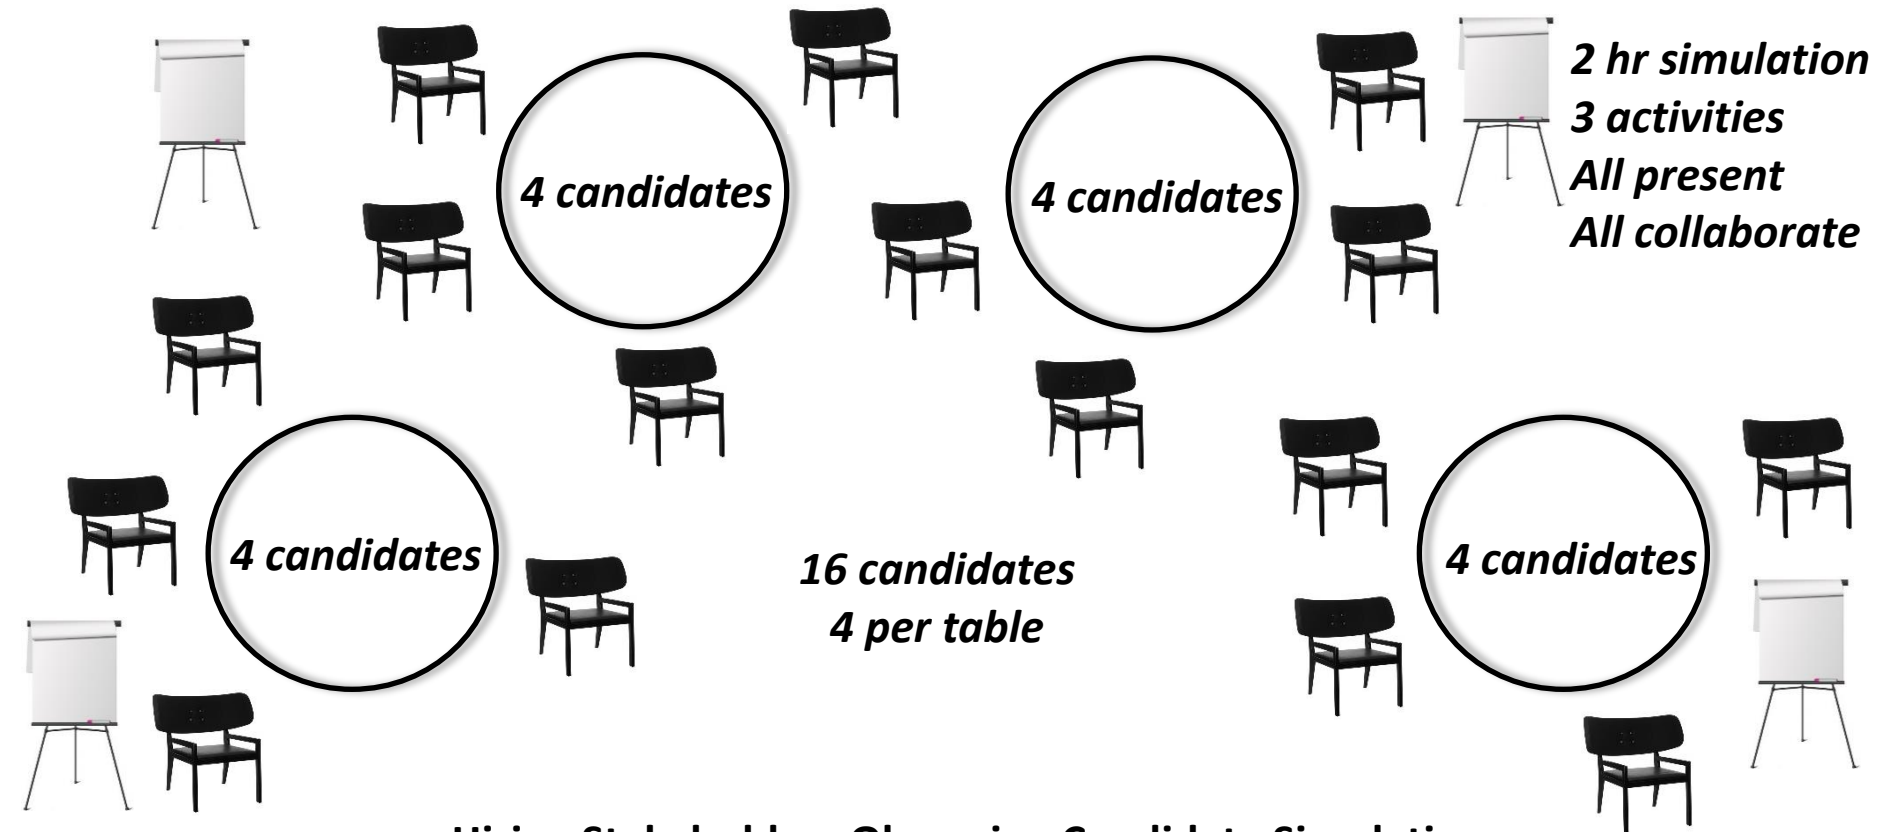 2 hr simulation
3 activities
All present
All collaborate
4 candidates
4 candidates
4 candidates
4 candidates
16 candidates
4 per table